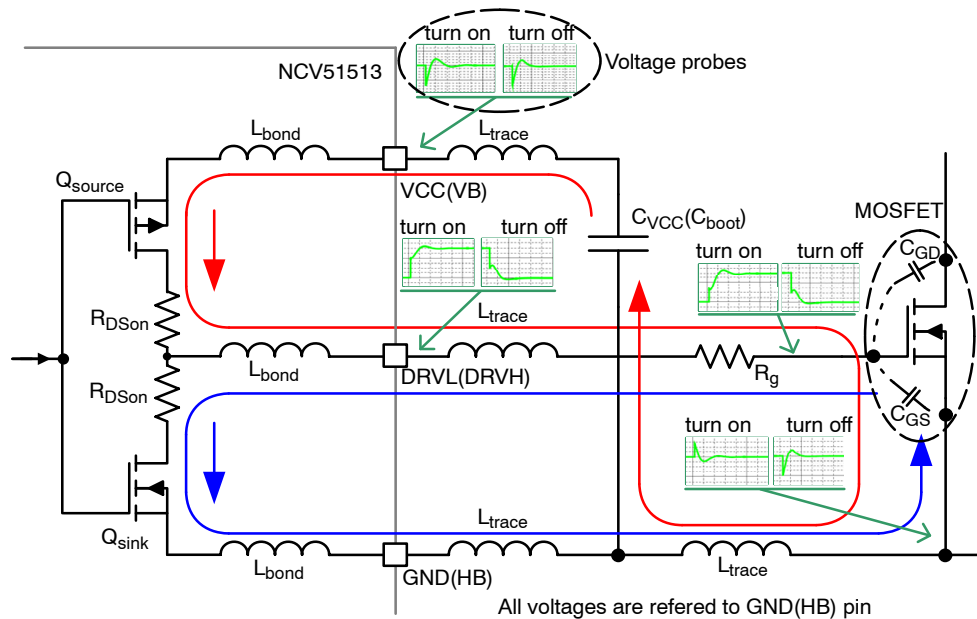 turn on turn off
NCV51513
Voltage probes
Lbond
Ltrace
Qsource
VCC(VB)
CVCC(Cboot)
MOSFET
turn on turn off
turn on turn off
CGD
RDSon
Ltrace
Lbond
DRVL(DRVH)
Rg
RDSon
CGS
turn on turn off
Ltrace
Qsink
Lbond
GND(HB)
Ltrace
All voltages are refered to GND(HB) pin